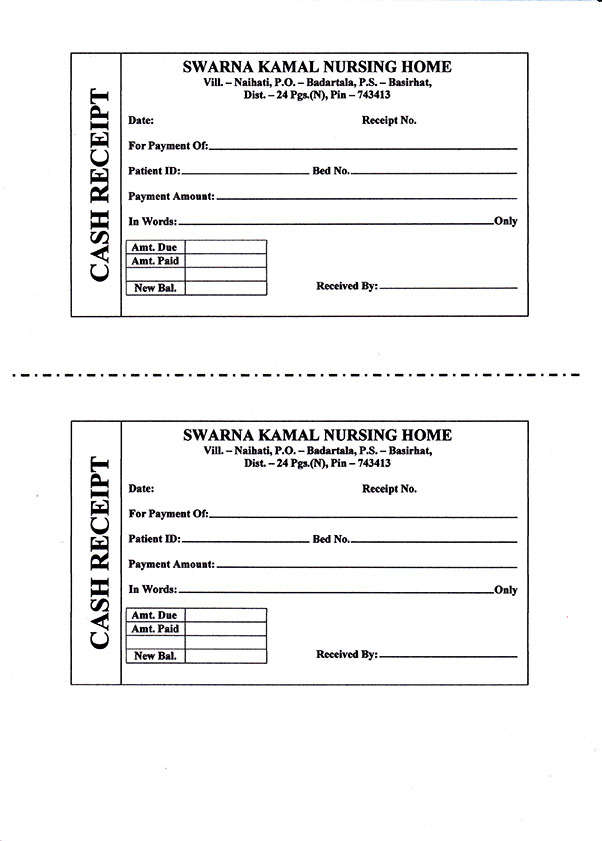 CASH RECEIPT
SWARNA KAMAL NURSING HOME
Vill. – Naihati, P.O. – Badartala, P.S. – Basirhat,
Dist. – 24 Pgs.(N), Pin – 743413
Date: Receipt No.
For Payment Of:
Patient ID: Bed No.
Payment Amount:
In Words: Only
Amt. Due
Amt. Paid
New Bal.
Received By:
CASH RECEIPT
SWARNA KAMAL NURSING HOME
Vill. – Naihati, P.O. – Badartala, P.S. – Basirhat,
Dist. – 24 Pgs.(N), Pin – 743413
Date: Receipt No.
For Payment Of:
Patient ID: Bed No.
Payment Amount:
In Words: Only
Amt. Due
Amt. Paid
New Bal.
Received By: